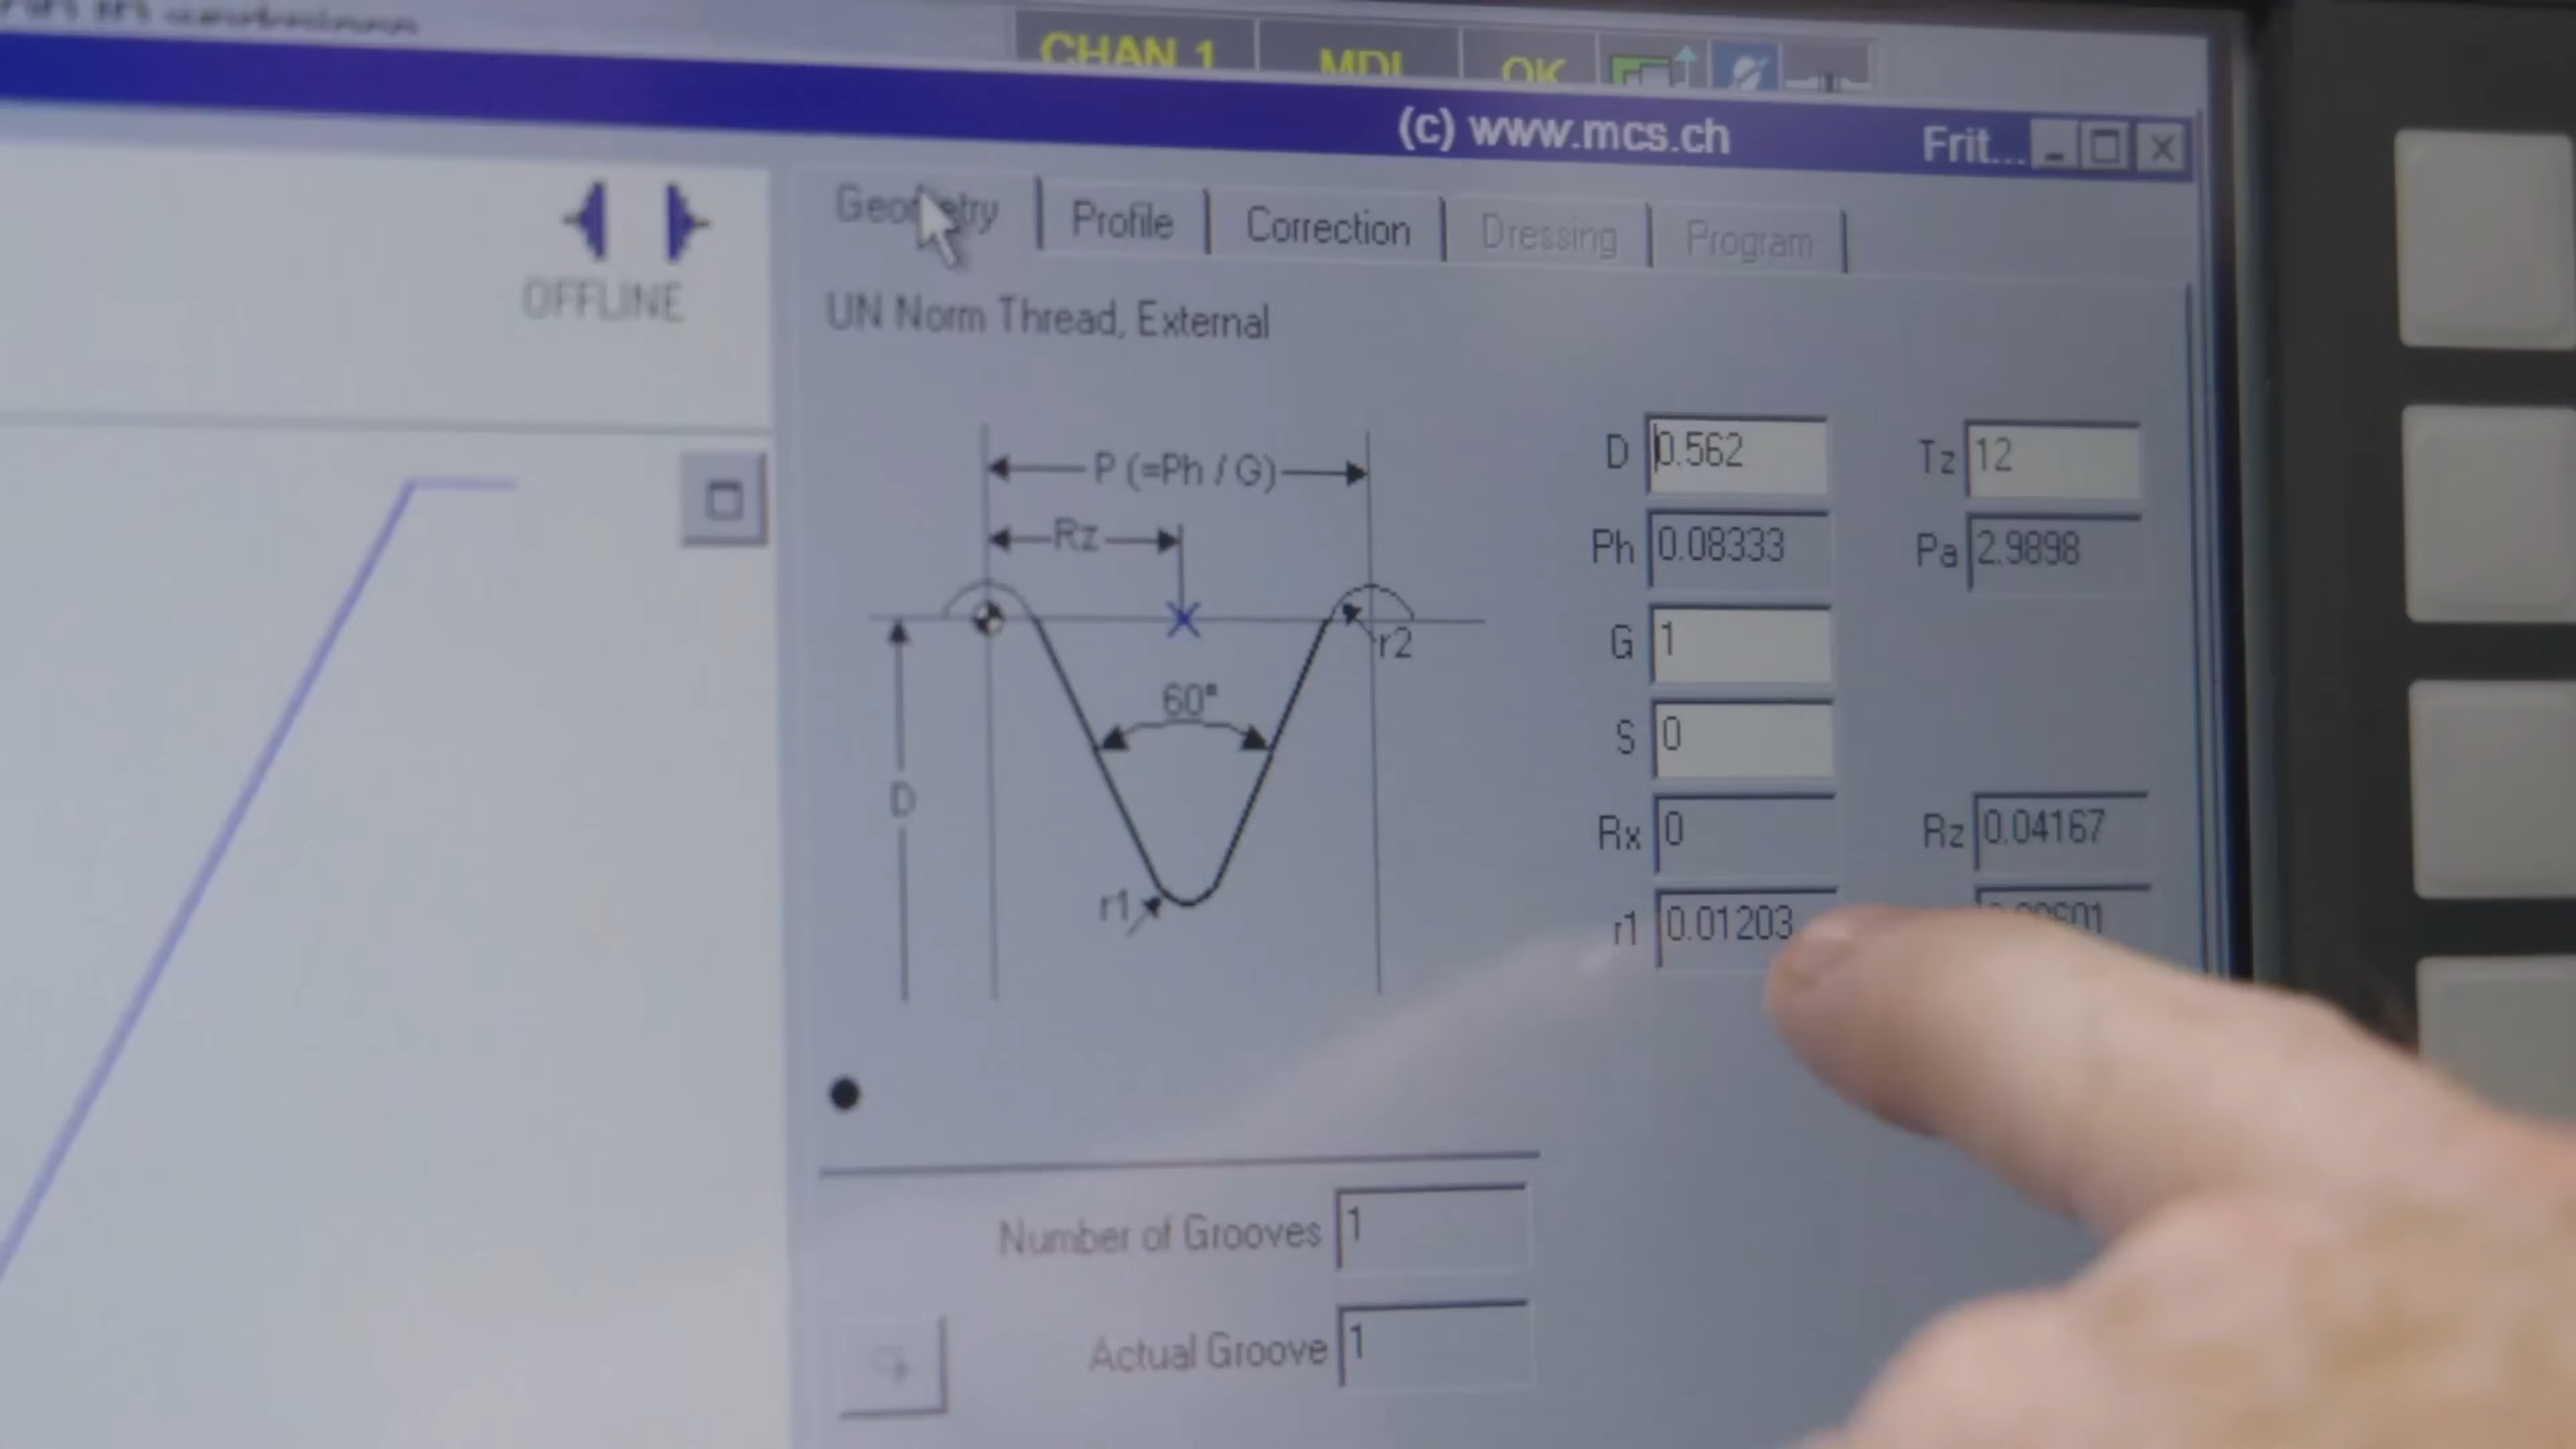 CHAN 1 MDI OK
(c) www.mcs.ch Frit...
Geometry Profile Correction Dressing Program
OFFLINE
UN Norm Thread, External
P (=Ph / G)
Rz
r2
60°
D
r1
D 0.562 Tz 12
Ph 0.08333 Pa 2.9898
G 1
S 0
Rx 0 Rz 0.04167
r1 0.01203
Number of Grooves 1
Actual Groove 1